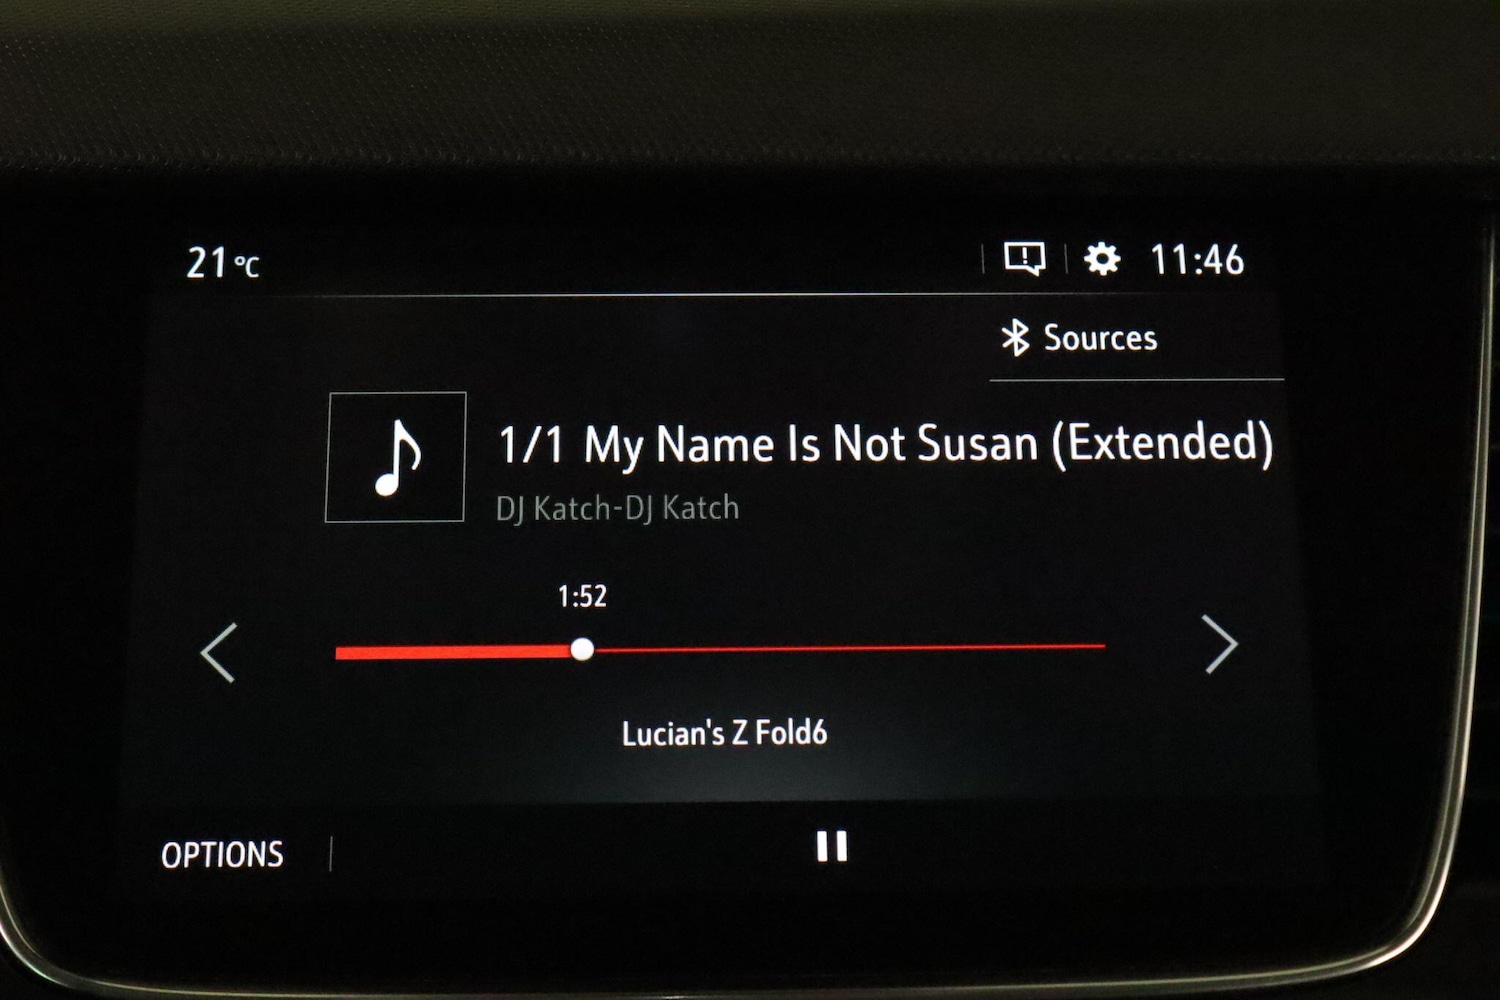 21 °C
11:46
Sources
1/1 My Name Is Not Susan (Extended)
DJ Katch-DJ Katch
1:52
Lucian's Z Fold6
OPTIONS